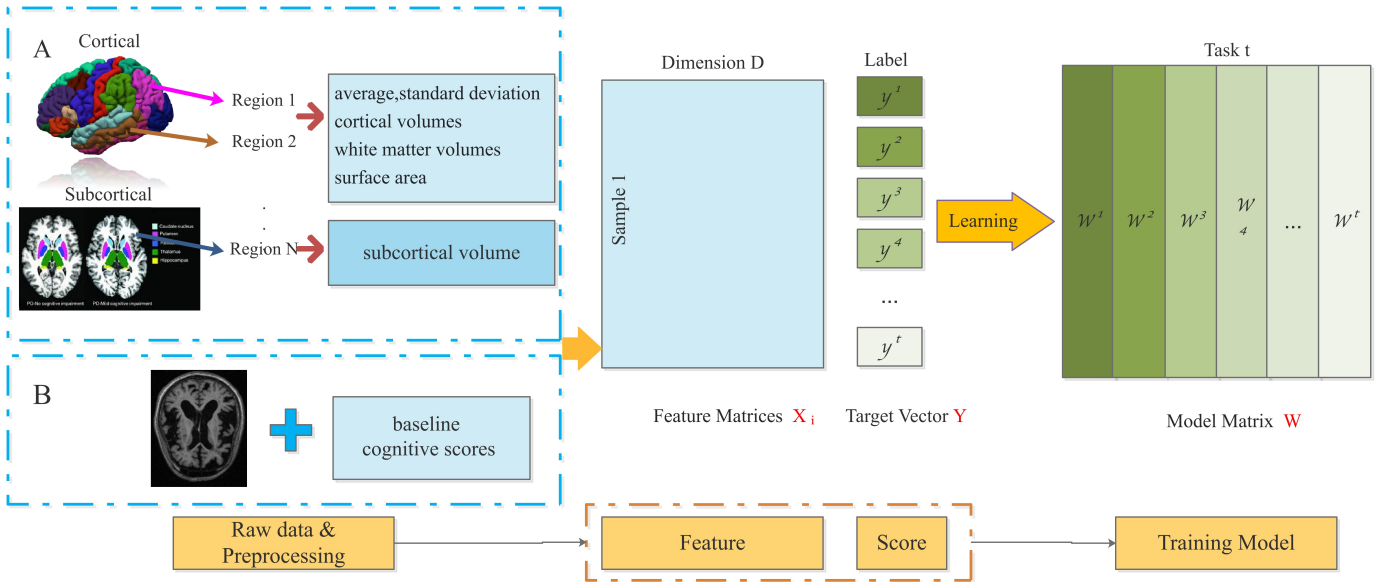 A
Cortical
Region 1
Region 2
average,standard deviation
cortical volumes
white matter volumes
surface area
Subcortical
.
.
Region N
subcortical volume
Caudate nucleus
Putamen
Thalamus
Hippocampus
PD-No cognitive impairment
PD-Mild cognitive impairment
B
baseline
cognitive scores
Dimension D
Sample 1
Feature Matrices X i
Label
y¹
y²
y³
y⁴
...
yᵗ
Target Vector Y
Learning
Task t
W¹
W²
W³
W
4
...
Wᵗ
Model Matrix W
Raw data &
Preprocessing
Feature
Score
Training Model